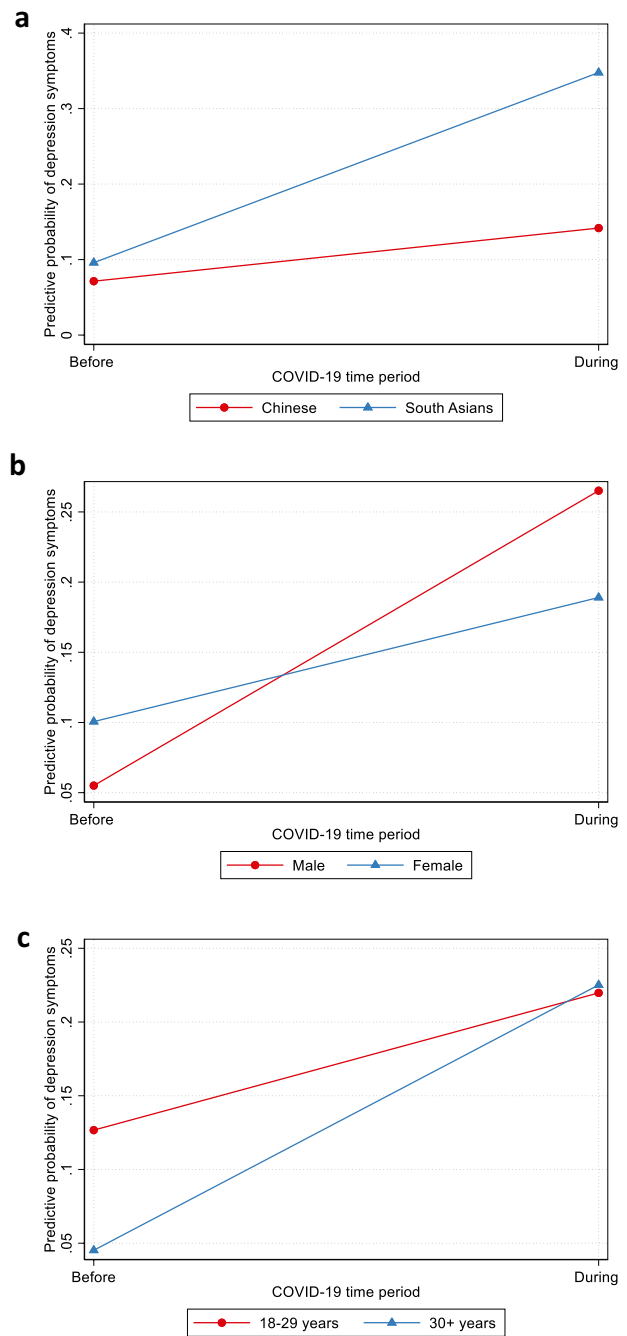 a
Predictive probability of depression symptoms
.4
.3
.2
.1
0
Before
During
COVID-19 time period
Chinese
South Asians
b
Predictive probability of depression symptoms
.25
.2
.15
.1
.05
Before
During
COVID-19 time period
Male
Female
c
Predictive probability of depression symptoms
.25
.2
.15
.1
.05
Before
During
COVID-19 time period
18-29 years
30+ years